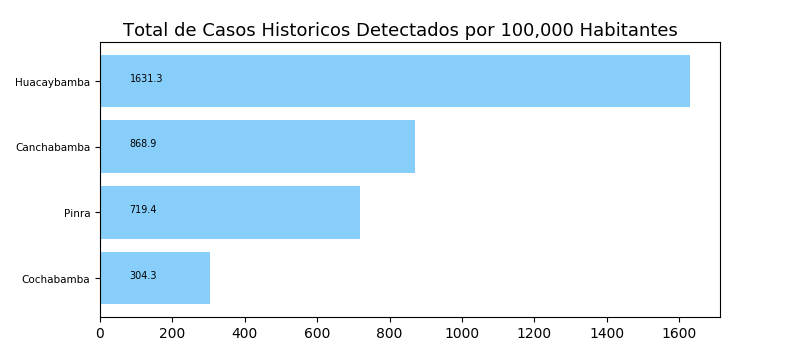 Total de Casos Historicos Detectados por 100,000 Habitantes
Huacaybamba
1631.3
Canchabamba
868.9
Pinra
719.4
Cochabamba
304.3
0 200 400 600 800 1000 1200 1400 1600